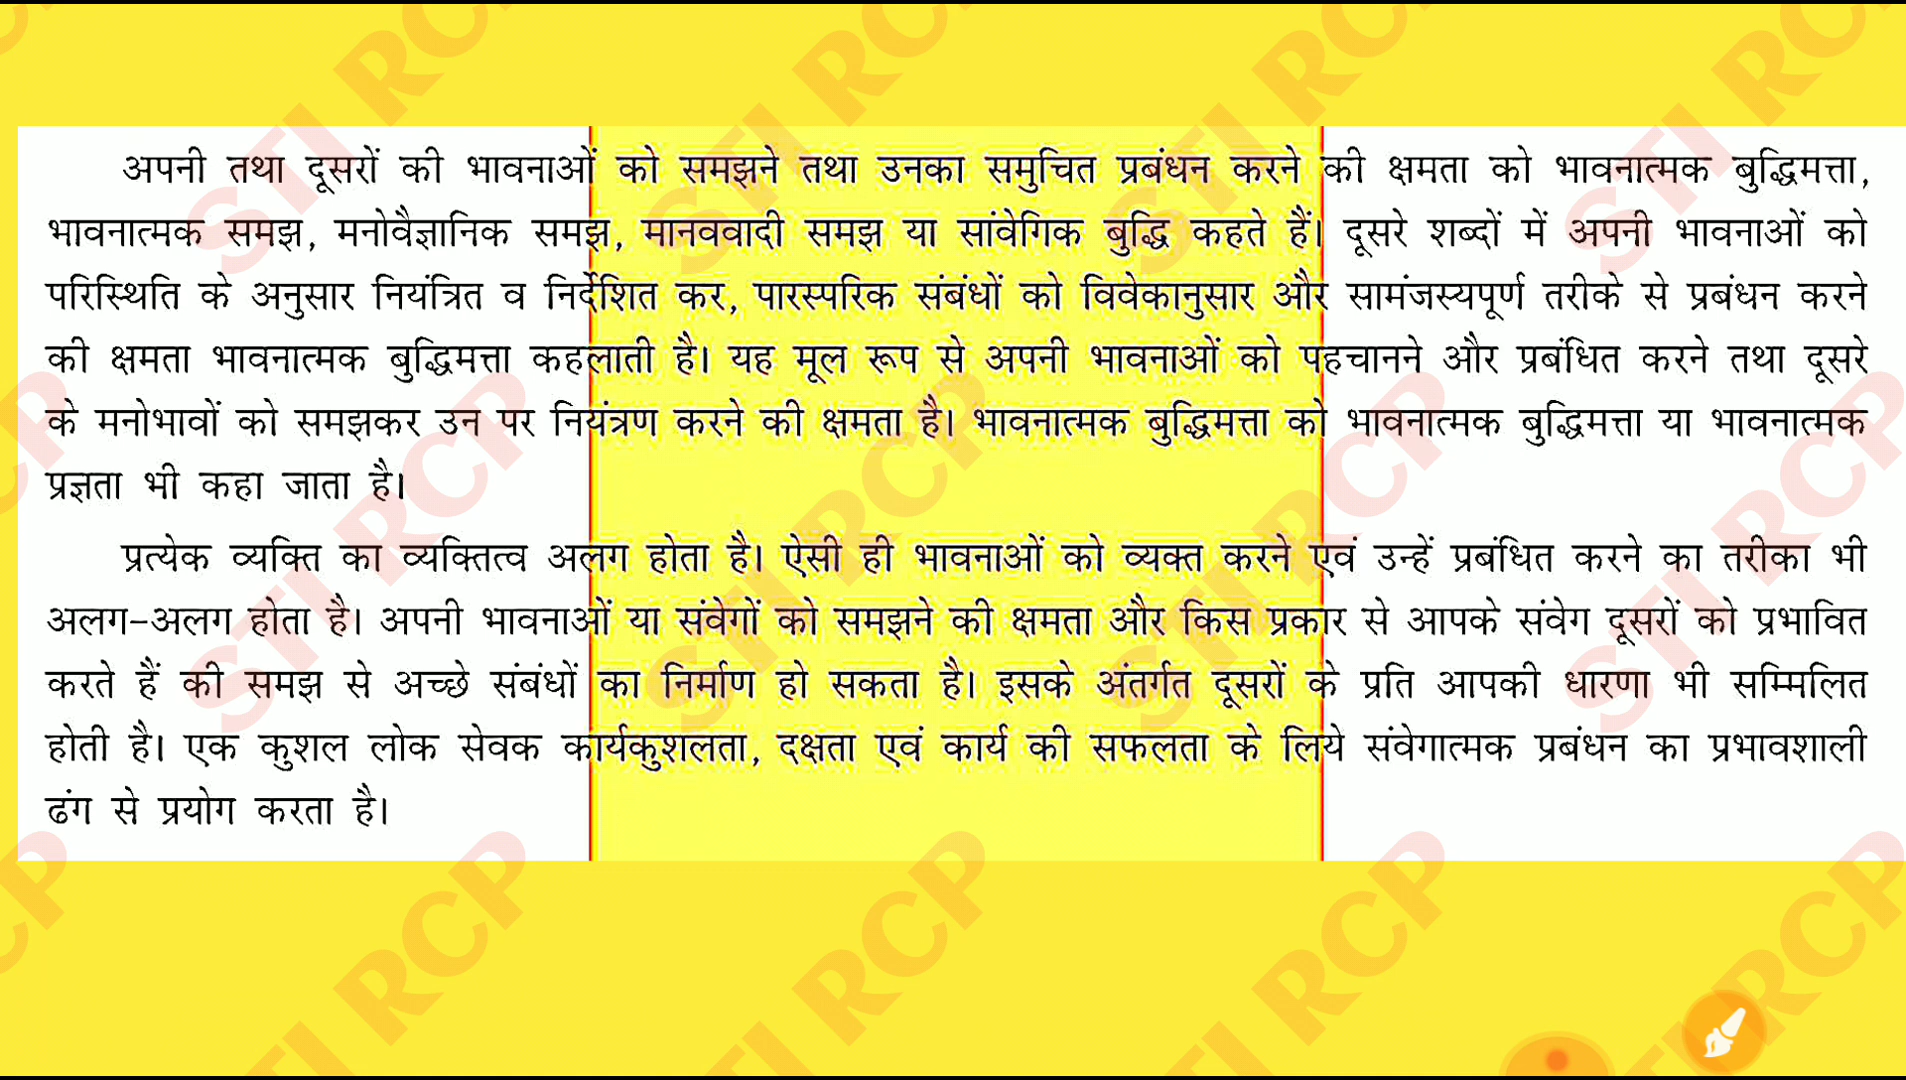 अपनी तथा दूसरों की भावनाओं को समझने तथा उनका समुचित प्रबंधन करने की क्षमता को भावनात्मक बुद्धिमत्ता,
भावनात्मक समझ, मनोवैज्ञानिक समझ, मानववादी समझ या सांवेगिक बुद्धि कहते हैं। दूसरे शब्दों में अपनी भावनाओं को
परिस्थिति के अनुसार नियंत्रित व निर्देशित कर, पारस्परिक संबंधों को विवेकानुसार और सामंजस्यपूर्ण तरीके से प्रबंधन करने
की क्षमता भावनात्मक बुद्धिमत्ता कहलाती है। यह मूल रूप से अपनी भावनाओं को पहचानने और प्रबंधित करने तथा दूसरे
के मनोभावों को समझकर उन पर नियंत्रण करने की क्षमता है। भावनात्मक बुद्धिमत्ता को भावनात्मक बुद्धिमत्ता या भावनात्मक
प्रज्ञता भी कहा जाता है।
प्रत्येक व्यक्ति का व्यक्तित्व अलग होता है। ऐसी ही भावनाओं को व्यक्त करने एवं उन्हें प्रबंधित करने का तरीका भी
अलग-अलग होता है। अपनी भावनाओं या संवेगों को समझने की क्षमता और किस प्रकार से आपके संवेग दूसरों को प्रभावित
करते हैं की समझ से अच्छे संबंधों का निर्माण हो सकता है। इसके अंतर्गत दूसरों के प्रति आपकी धारणा भी सम्मिलित
होती है। एक कुशल लोक सेवक कार्यकुशलता, दक्षता एवं कार्य की सफलता के लिये संवेगात्मक प्रबंधन का प्रभावशाली
ढंग से प्रयोग करता है।
STI RCP